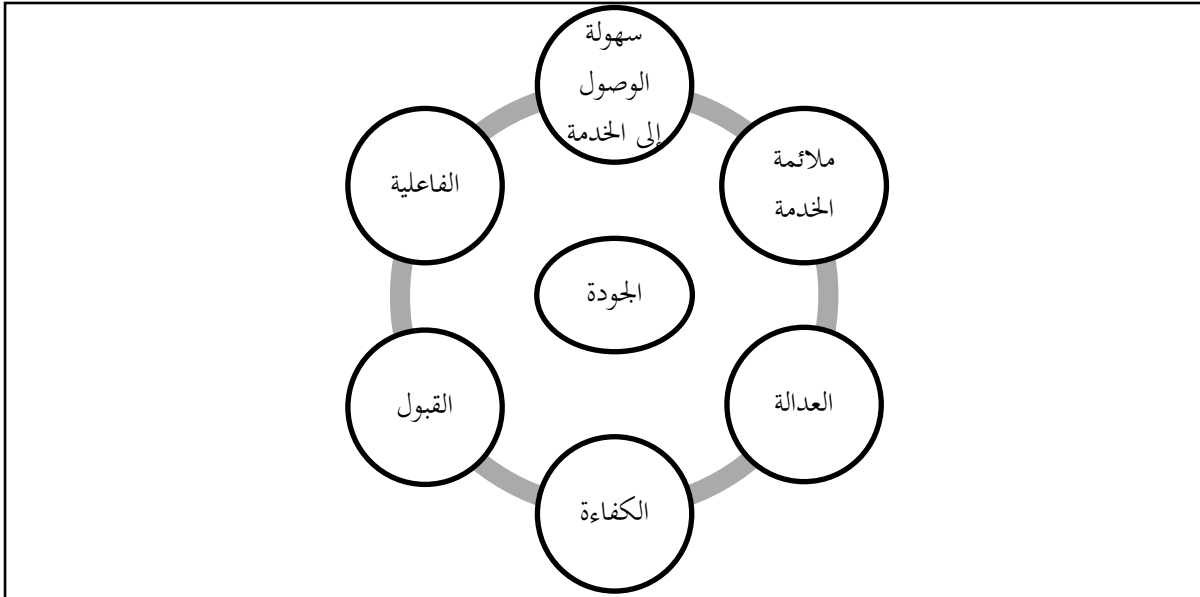 سهولة
الوصول
إلى الخدمة
ملائمة
الخدمة
الفاعلية
الجودة
العدالة
القبول
الكفاءة